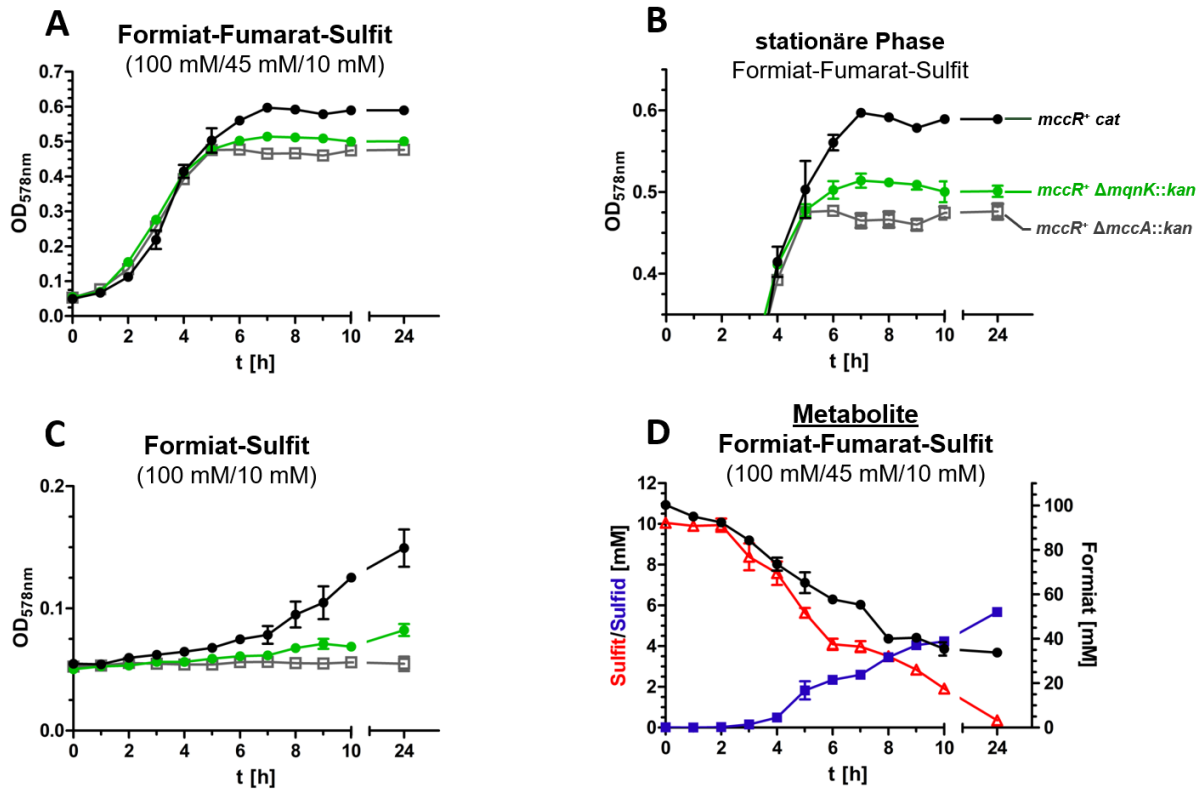 A
Formiat-Fumarat-Sulfit
(100 mM/45 mM/10 mM)
0.7
0.6
0.5
0.4
0.3
0.2
0.1
0.0
OD578nm
0
2
4
6
8
10
24
t [h]
B
stationäre Phase
Formiat-Fumarat-Sulfit
0.6
0.5
0.4
OD578nm
mccR+ cat
mccR+ ΔmqnK::kan
mccR+ ΔmccA::kan
0
2
4
6
8
10
24
t [h]
C
Formiat-Sulfit
(100 mM/10 mM)
0.2
0.1
0.0
OD578nm
0
2
4
6
8
10
24
t [h]
D
Metabolite
Formiat-Fumarat-Sulfit
(100 mM/45 mM/10 mM)
12
10
8
6
4
2
0
Sulfit/Sulfid [mM]
100
80
60
40
20
0
Formiat
[mM]
0
2
4
6
8
10
24
t [h]